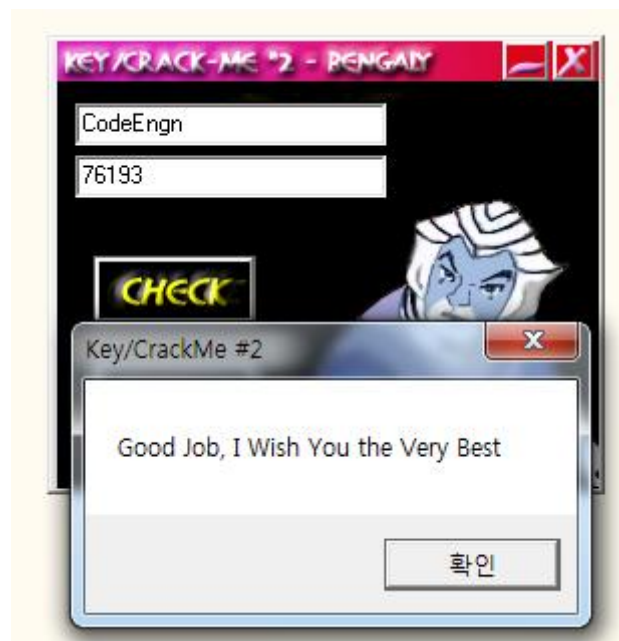 KEY/CRACK-ME #2 - BENGALY
CodeEngn
76193
CHECK
Key/CrackMe #2
Good Job, I Wish You the Very Best
확인